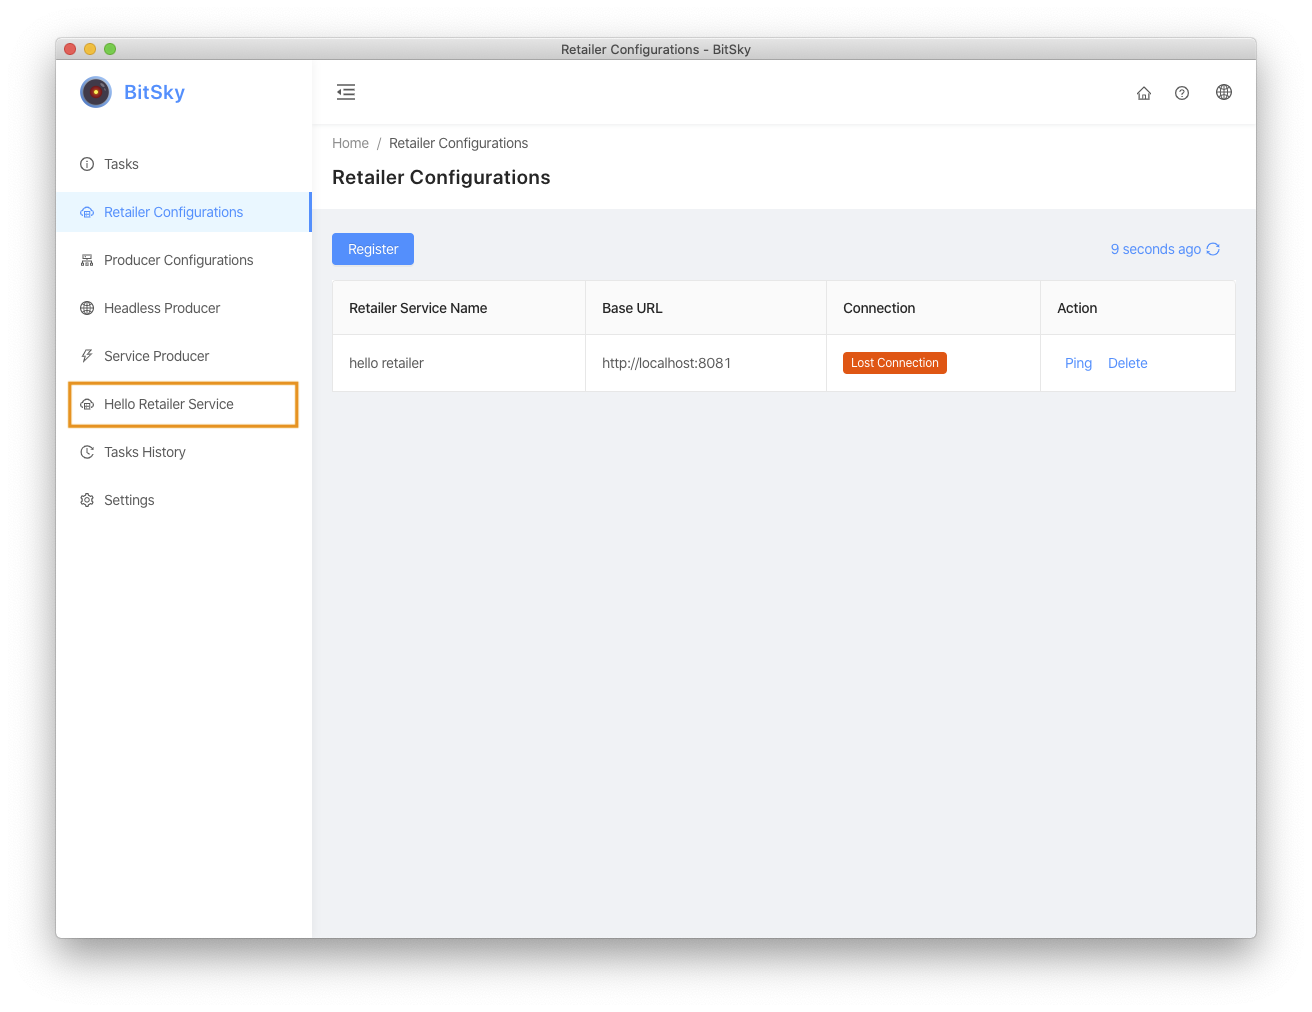 Retailer Configurations - BitSky
BitSky
Tasks
Retailer Configurations
Producer Configurations
Headless Producer
Service Producer
Hello Retailer Service
Tasks History
Settings
Home / Retailer Configurations
Retailer Configurations
Register
9 seconds ago
Retailer Service Name Base URL Connection Action
hello retailer http://localhost:8081 Lost Connection Ping Delete